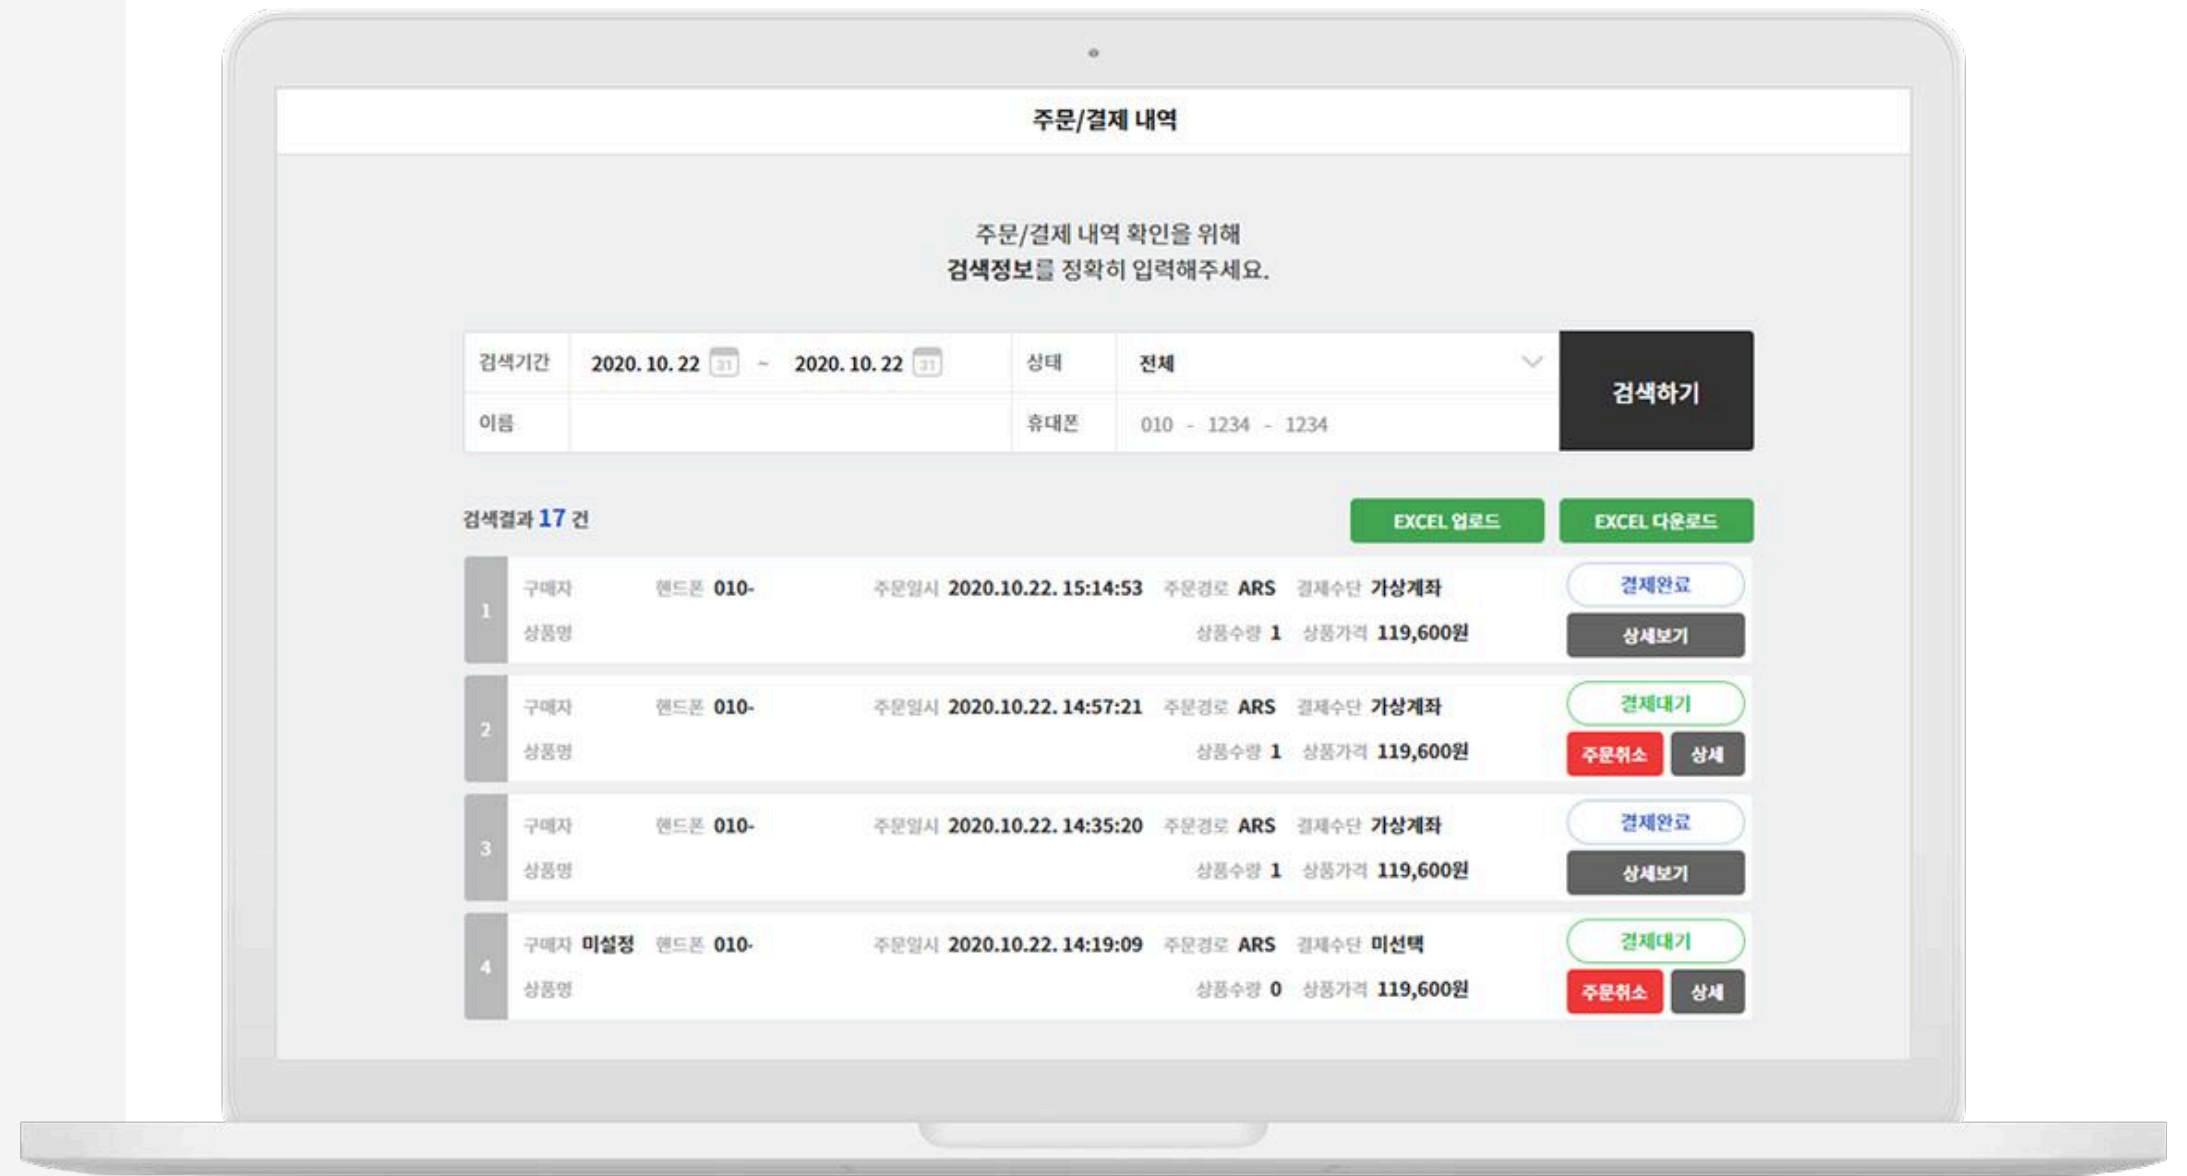 주문/결제 내역
주문/결제 내역 확인을 위해
검색정보를 정확히 입력해주세요.
검색기간 2020. 10. 22 31 ~ 2020. 10. 22 31 상태 전체
이름 휴대폰 010 - 1234 - 1234
검색하기
검색결과 17 건 EXCEL 업로드 EXCEL 다운로드
1 구매자 핸드폰 010- 주문일시 2020.10.22. 15:14:53 주문경로 ARS 결제수단 가상계좌 결제완료
상품명 상품수량 1 상품가격 119,600원 상세보기
2 구매자 핸드폰 010- 주문일시 2020.10.22. 14:57:21 주문경로 ARS 결제수단 가상계좌 결제대기
상품명 상품수량 1 상품가격 119,600원 주문취소 상세
3 구매자 핸드폰 010- 주문일시 2020.10.22. 14:35:20 주문경로 ARS 결제수단 가상계좌 결제완료
상품명 상품수량 1 상품가격 119,600원 상세보기
4 구매자 미설정 핸드폰 010- 주문일시 2020.10.22. 14:19:09 주문경로 ARS 결제수단 미선택 결제대기
상품명 상품수량 0 상품가격 119,600원 주문취소 상세